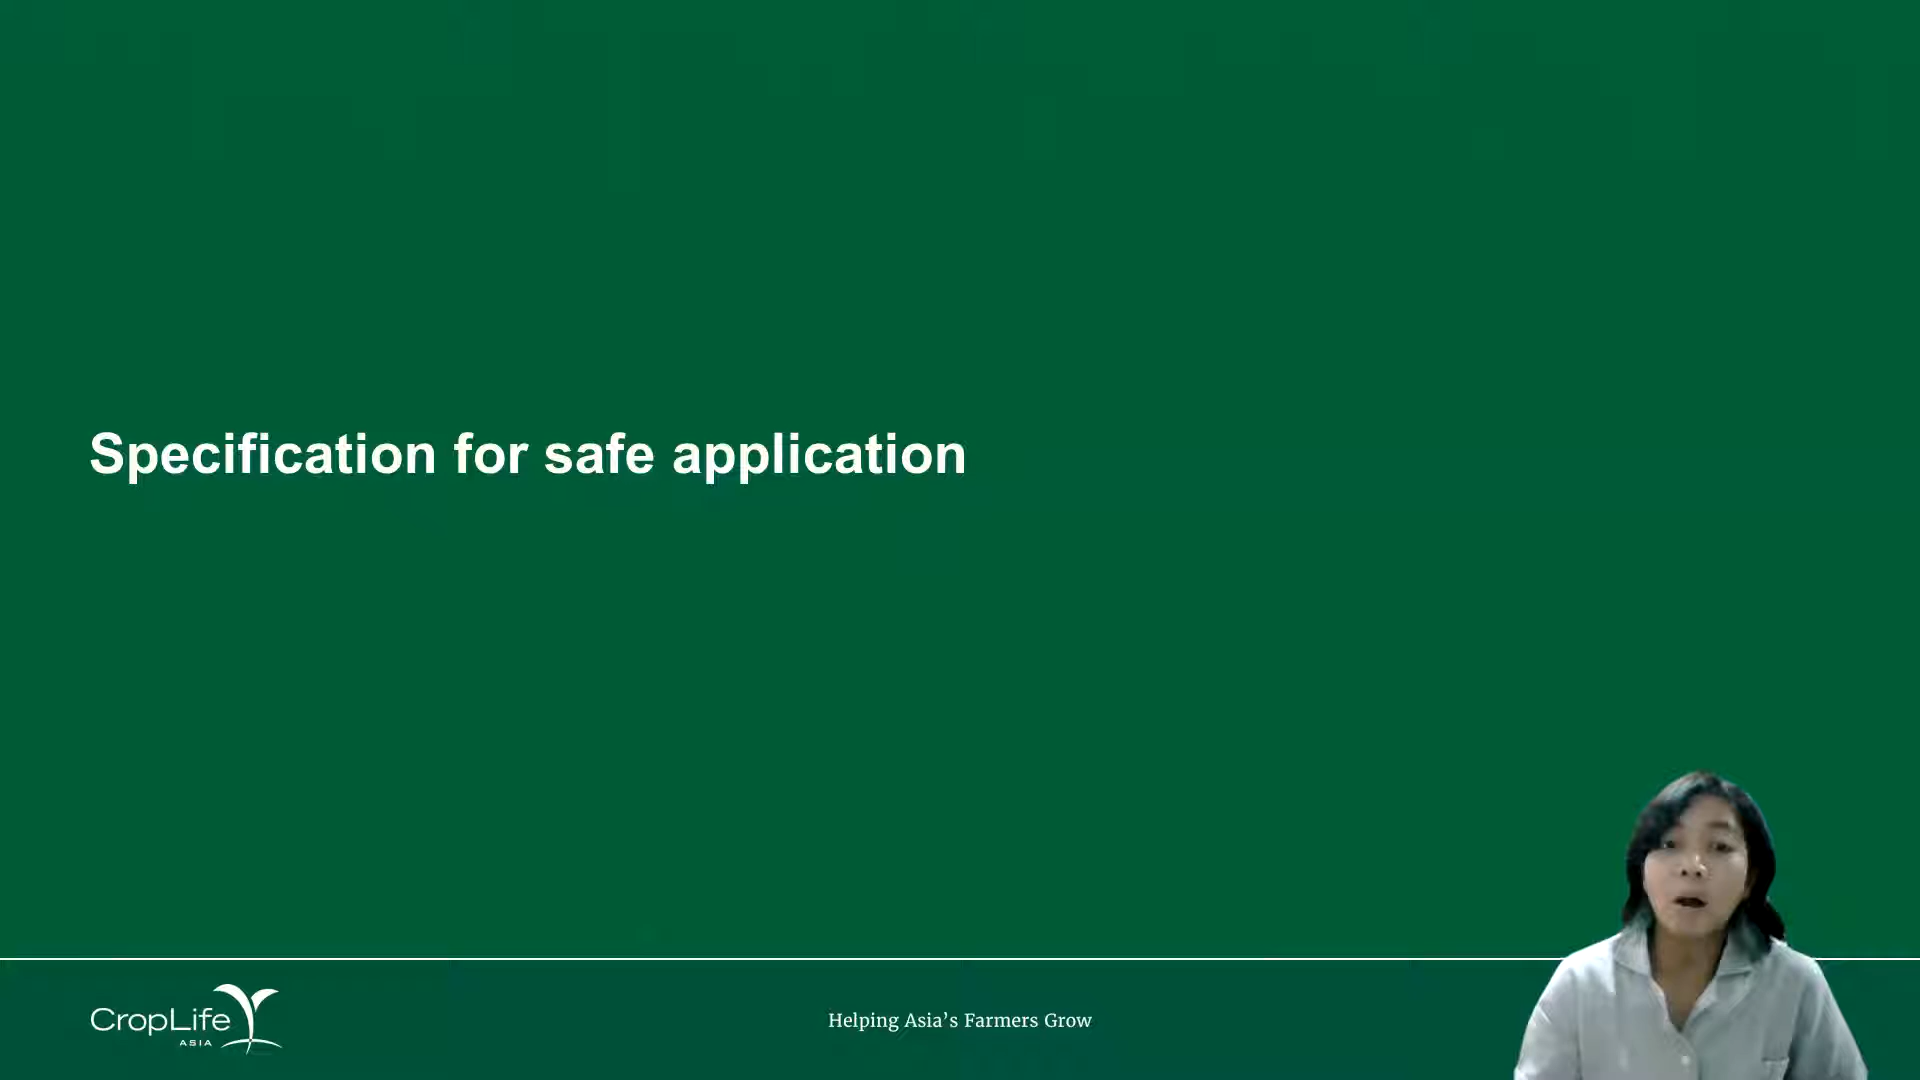 Specification for safe application
CropLife
ASIA
Helping Asia’s Farmers Grow